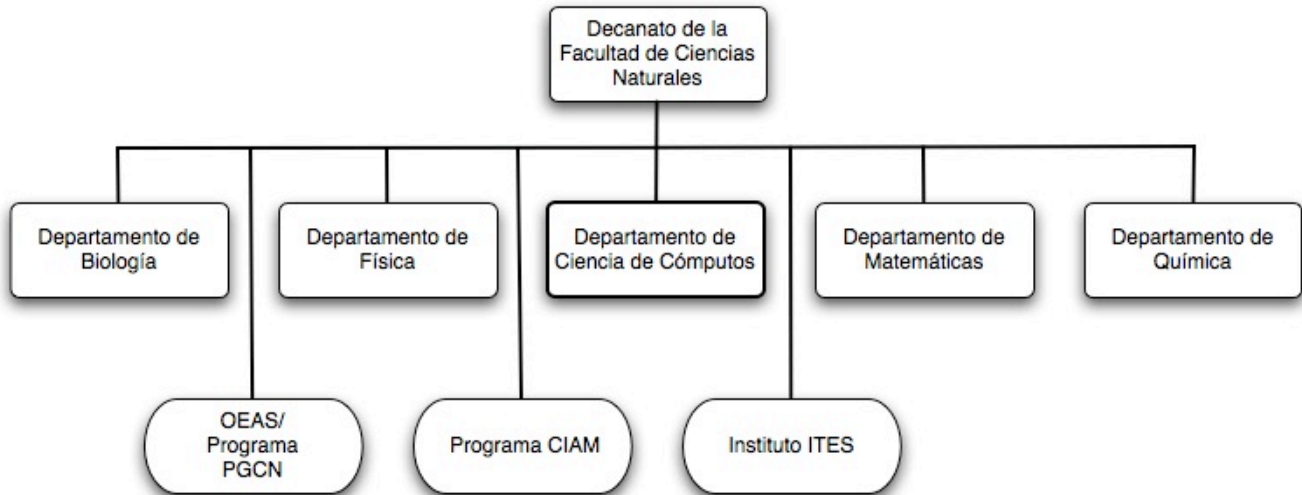 Decanato de la
Facultad de Ciencias
Naturales
Departamento de
Biología
Departamento de
Física
Departamento de
Ciencia de Cómputos
Departamento de
Matemáticas
Departamento de
Química
OEAS/
Programa
PGCN
Programa CIAM
Instituto ITES